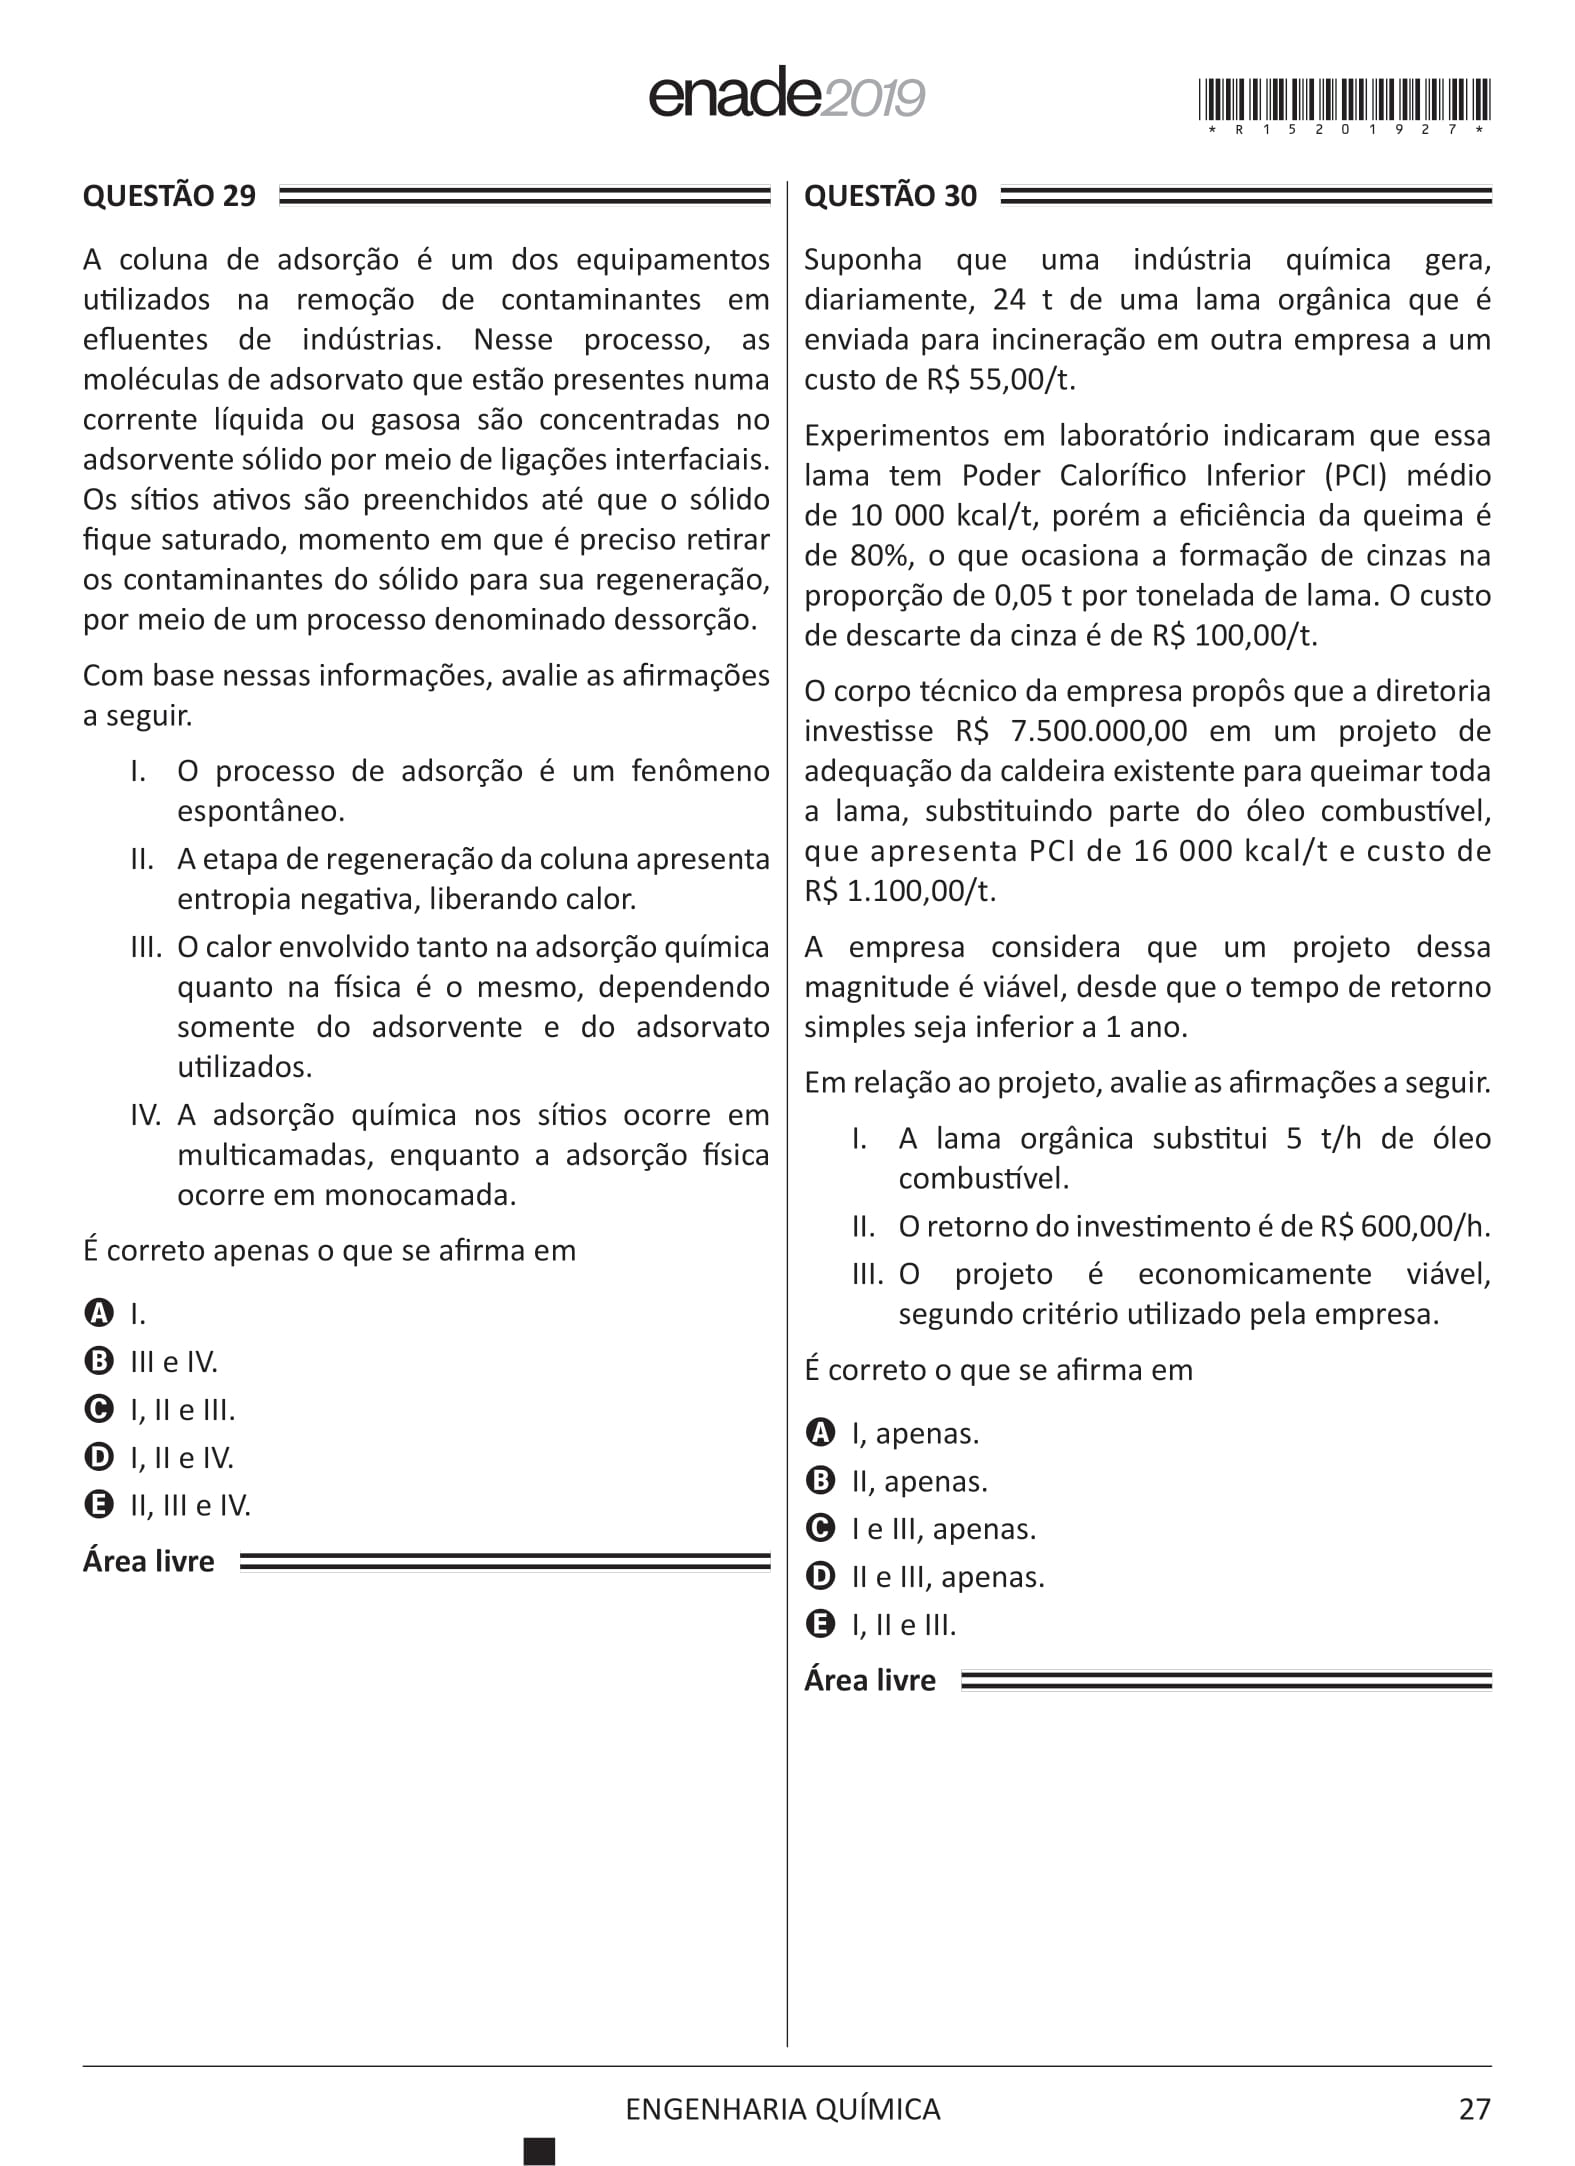 enade2019
* R 1 5 2 0 1 9 2 7 *
QUESTÃO 29
A coluna de adsorção é um dos equipamentos
utilizados na remoção de contaminantes em
efluentes de indústrias. Nesse processo, as
moléculas de adsorvato que estão presentes numa
corrente líquida ou gasosa são concentradas no
adsorvente sólido por meio de ligações interfaciais.
Os sítios ativos são preenchidos até que o sólido
fique saturado, momento em que é preciso retirar
os contaminantes do sólido para sua regeneração,
por meio de um processo denominado dessorção.
Com base nessas informações, avalie as afirmações
a seguir.
I. O processo de adsorção é um fenômeno
espontâneo.
II. A etapa de regeneração da coluna apresenta
entropia negativa, liberando calor.
III. O calor envolvido tanto na adsorção química
quanto na física é o mesmo, dependendo
somente do adsorvente e do adsorvato
utilizados.
IV. A adsorção química nos sítios ocorre em
multicamadas, enquanto a adsorção física
ocorre em monocamada.
É correto apenas o que se afirma em
A I.
B III e IV.
C I, II e III.
D I, II e IV.
E II, III e IV.
Área livre
QUESTÃO 30
Suponha que uma indústria química gera,
diariamente, 24 t de uma lama orgânica que é
enviada para incineração em outra empresa a um
custo de R$ 55,00/t.
Experimentos em laboratório indicaram que essa
lama tem Poder Calorífico Inferior (PCI) médio
de 10 000 kcal/t, porém a eficiência da queima é
de 80%, o que ocasiona a formação de cinzas na
proporção de 0,05 t por tonelada de lama. O custo
de descarte da cinza é de R$ 100,00/t.
O corpo técnico da empresa propôs que a diretoria
investisse R$ 7.500.000,00 em um projeto de
adequação da caldeira existente para queimar toda
a lama, substituindo parte do óleo combustível,
que apresenta PCI de 16 000 kcal/t e custo de
R$ 1.100,00/t.
A empresa considera que um projeto dessa
magnitude é viável, desde que o tempo de retorno
simples seja inferior a 1 ano.
Em relação ao projeto, avalie as afirmações a seguir.
I. A lama orgânica substitui 5 t/h de óleo
combustível.
II. O retorno do investimento é de R$ 600,00/h.
III. O projeto é economicamente viável,
segundo critério utilizado pela empresa.
É correto o que se afirma em
A I, apenas.
B II, apenas.
C I e III, apenas.
D II e III, apenas.
E I, II e III.
Área livre
ENGENHARIA QUÍMICA
27